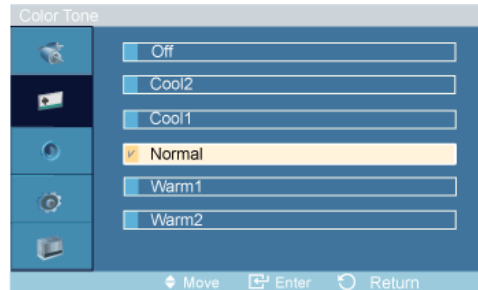 Color Tone
Off
Cool2
Cool1
Normal
Warm1
Warm2
Move Enter Return